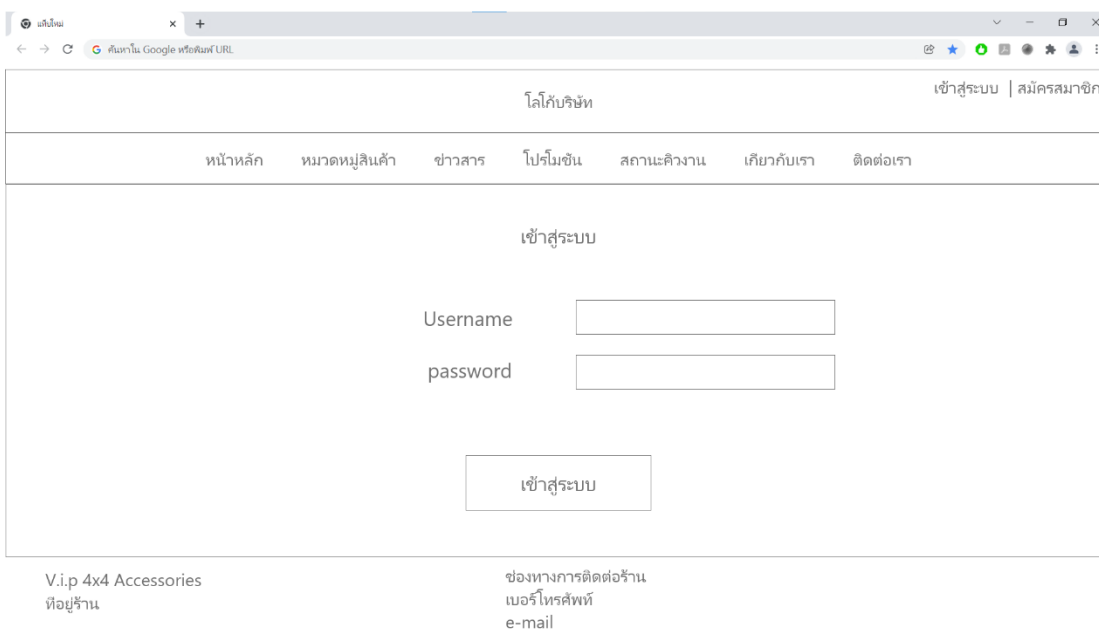 แท็บใหม่
ค้นหาใน Google หรือพิมพ์ URL
เข้าสู่ระบบ | สมัครสมาชิก
โลโก้บริษัท
หน้าหลัก หมวดหมู่สินค้า ข่าวสาร โปรโมชัน สถานะคิวงาน เกี่ยวกับเรา ติดต่อเรา
เข้าสู่ระบบ
Username
password
เข้าสู่ระบบ
V.i.p 4x4 Accessories
ที่อยู่ร้าน
ช่องทางการติดต่อร้าน
เบอร์โทรศัพท์
e-mail